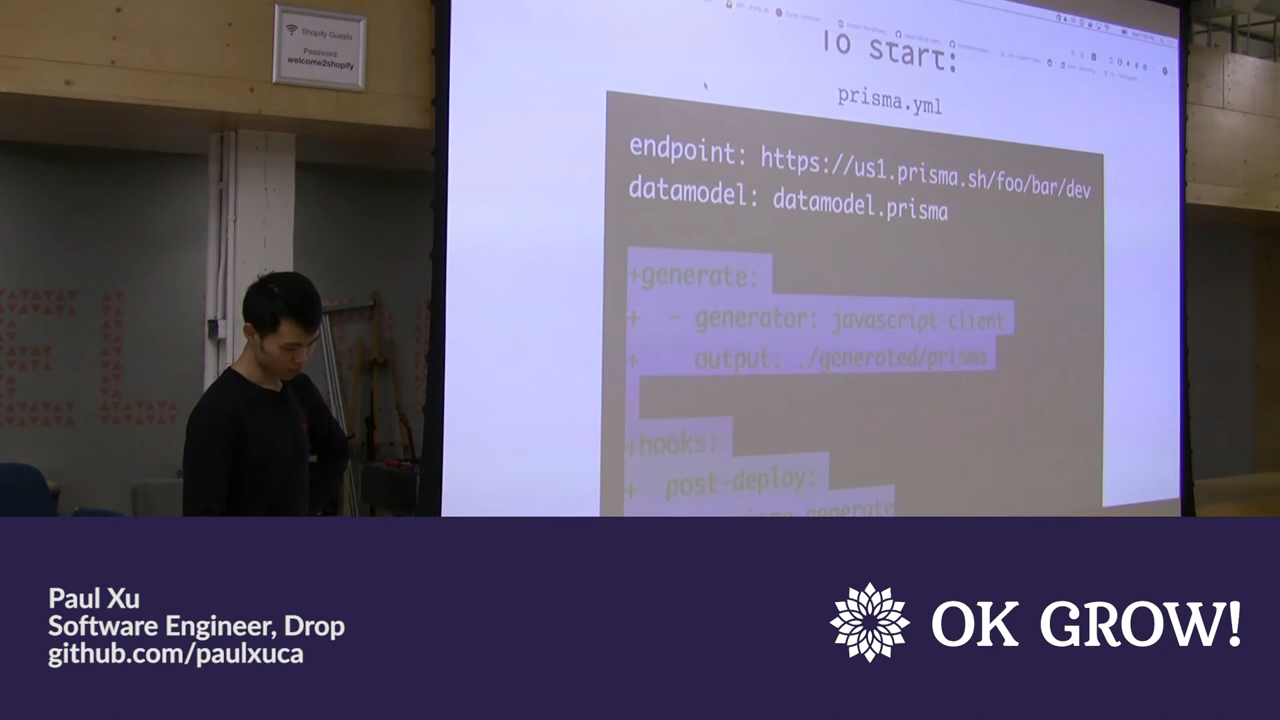 Shopify Guests
Password:
welcome2shopify
To start:
prisma.yml
endpoint: https://us1.prisma.sh/foo/bar/dev
datamodel: datamodel.prisma
+generate:
+ - generator: javascript client
+ output: ./generated/prisma
+hooks:
+ post-deploy:
prisma generate
Paul Xu
Software Engineer, Drop
github.com/paulxuca
OK GROW!